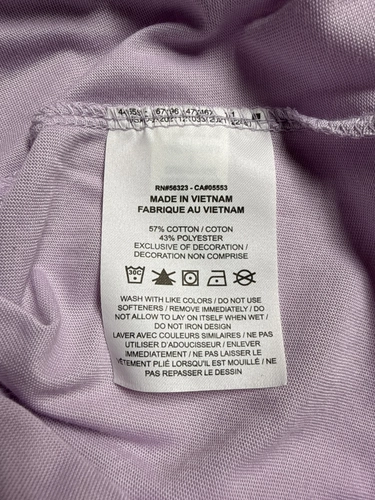 RN#56323 - CA#05553
MADE IN VIETNAM
FABRIQUE AU VIETNAM
57% COTTON / COTON
43% POLYESTER
EXCLUSIVE OF DECORATION /
DECORATION NON COMPRISE
30C
WASH WITH LIKE COLORS / DO NOT USE
SOFTENERS / REMOVE IMMEDIATELY / DO
NOT ALLOW TO LAY ON ITSELF WHEN WET /
DO NOT IRON DESIGN
LAVER AVEC COULEURS SIMILAIRES / NE PAS
UTILISER D'ADOUCISSEUR / ENLEVER
IMMÉDIATEMENT / NE PAS LAISSER LE
VÊTEMENT PLIÉ LORSQU'IL EST MOUILLÉ / NE
PAS REPASSER LE DESSIN